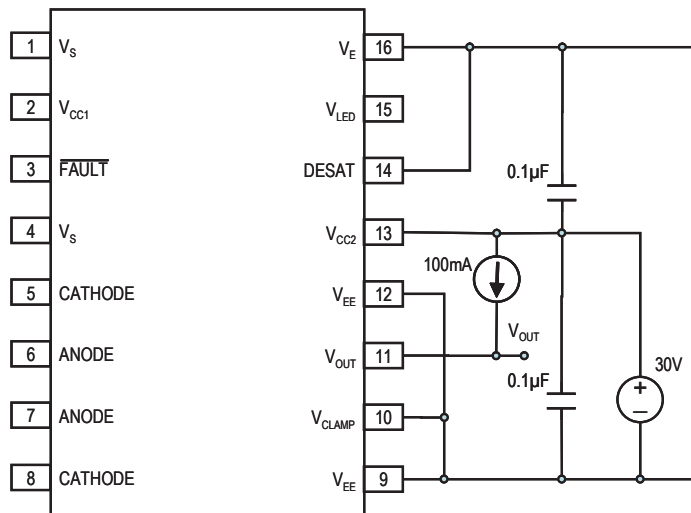 1 V_S
V_E 16
2 V_CC1
V_LED 15
3 FAULT
DESAT 14
0.1µF
4 V_S
V_CC2 13
100mA
5 CATHODE
V_EE 12
V_OUT
6 ANODE
V_OUT 11
0.1µF
30V
+
–
7 ANODE
V_CLAMP 10
8 CATHODE
V_EE 9